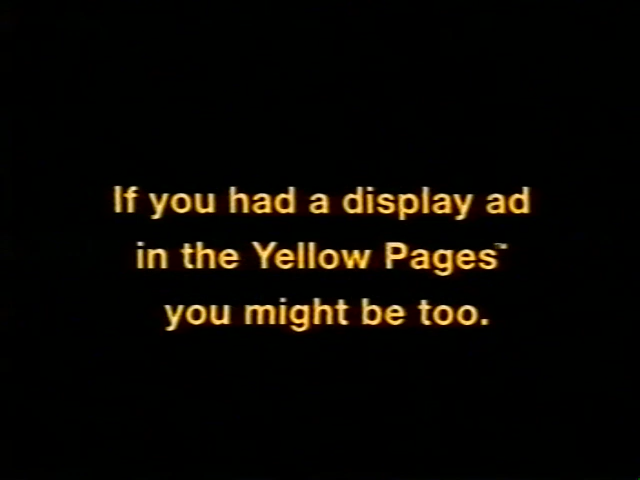 If you had a display ad
in the Yellow Pages™
you might be too.